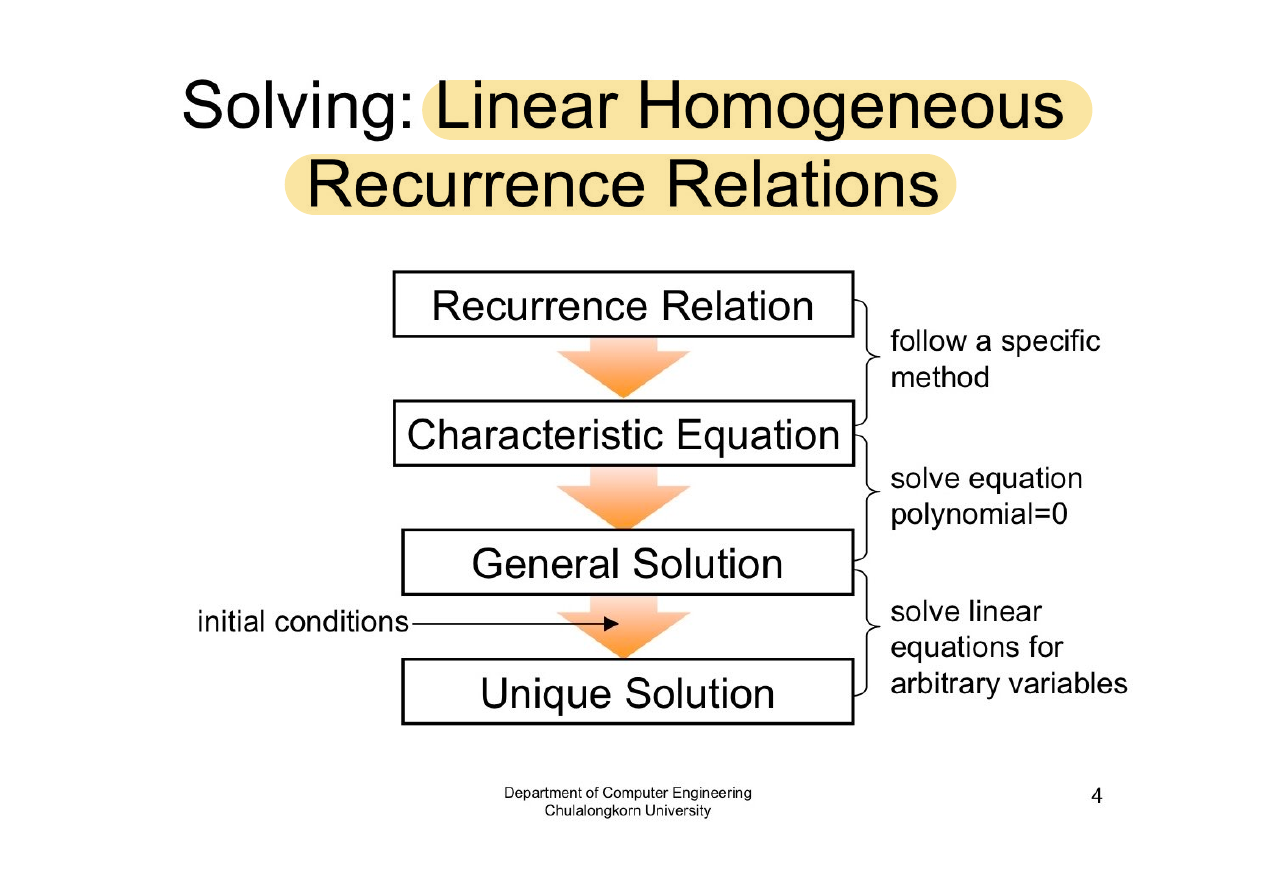 Solving: Linear Homogeneous
Recurrence Relations
Recurrence Relation
follow a specific
method
Characteristic Equation
solve equation
polynomial=0
General Solution
initial conditions
solve linear
equations for
arbitrary variables
Unique Solution
Department of Computer Engineering
Chulalongkorn University
4